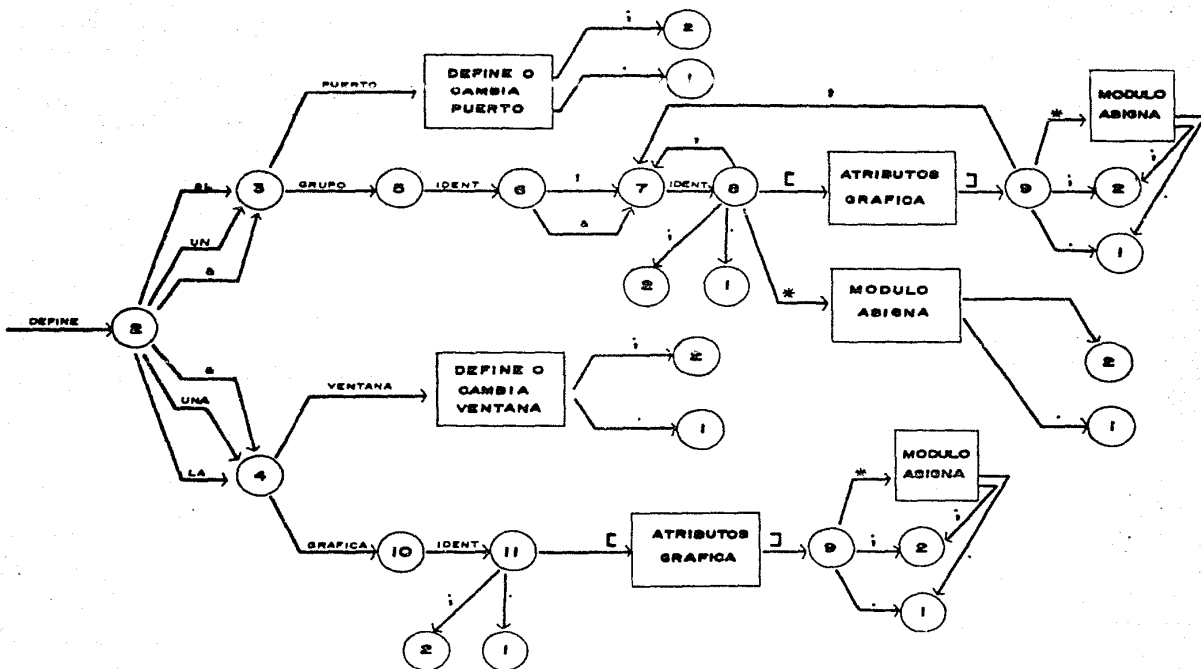 ;
2
PUERTO
DEFINE O
CAMBIA
PUERTO
.
1
,
*
MODULO
ASIGNA
EL
3
GRUPO
5
IDENT
6
7
IDENT
,
8
[
ATRIBUTOS
GRAFICA
]
9
;
2
;
UN
&
&
.
1
;
2
.
1
*
MODULO
ASIGNA
2
.
1
DEFINE
2
&
UNA
LA
4
VENTANA
DEFINE O
CAMBIA
VENTANA
;
2
.
1
GRAFICA
10
IDENT
11
[
ATRIBUTOS
GRAFICA
]
9
*
MODULO
ASIGNA
;
2
;
.
1
;
2
.
1